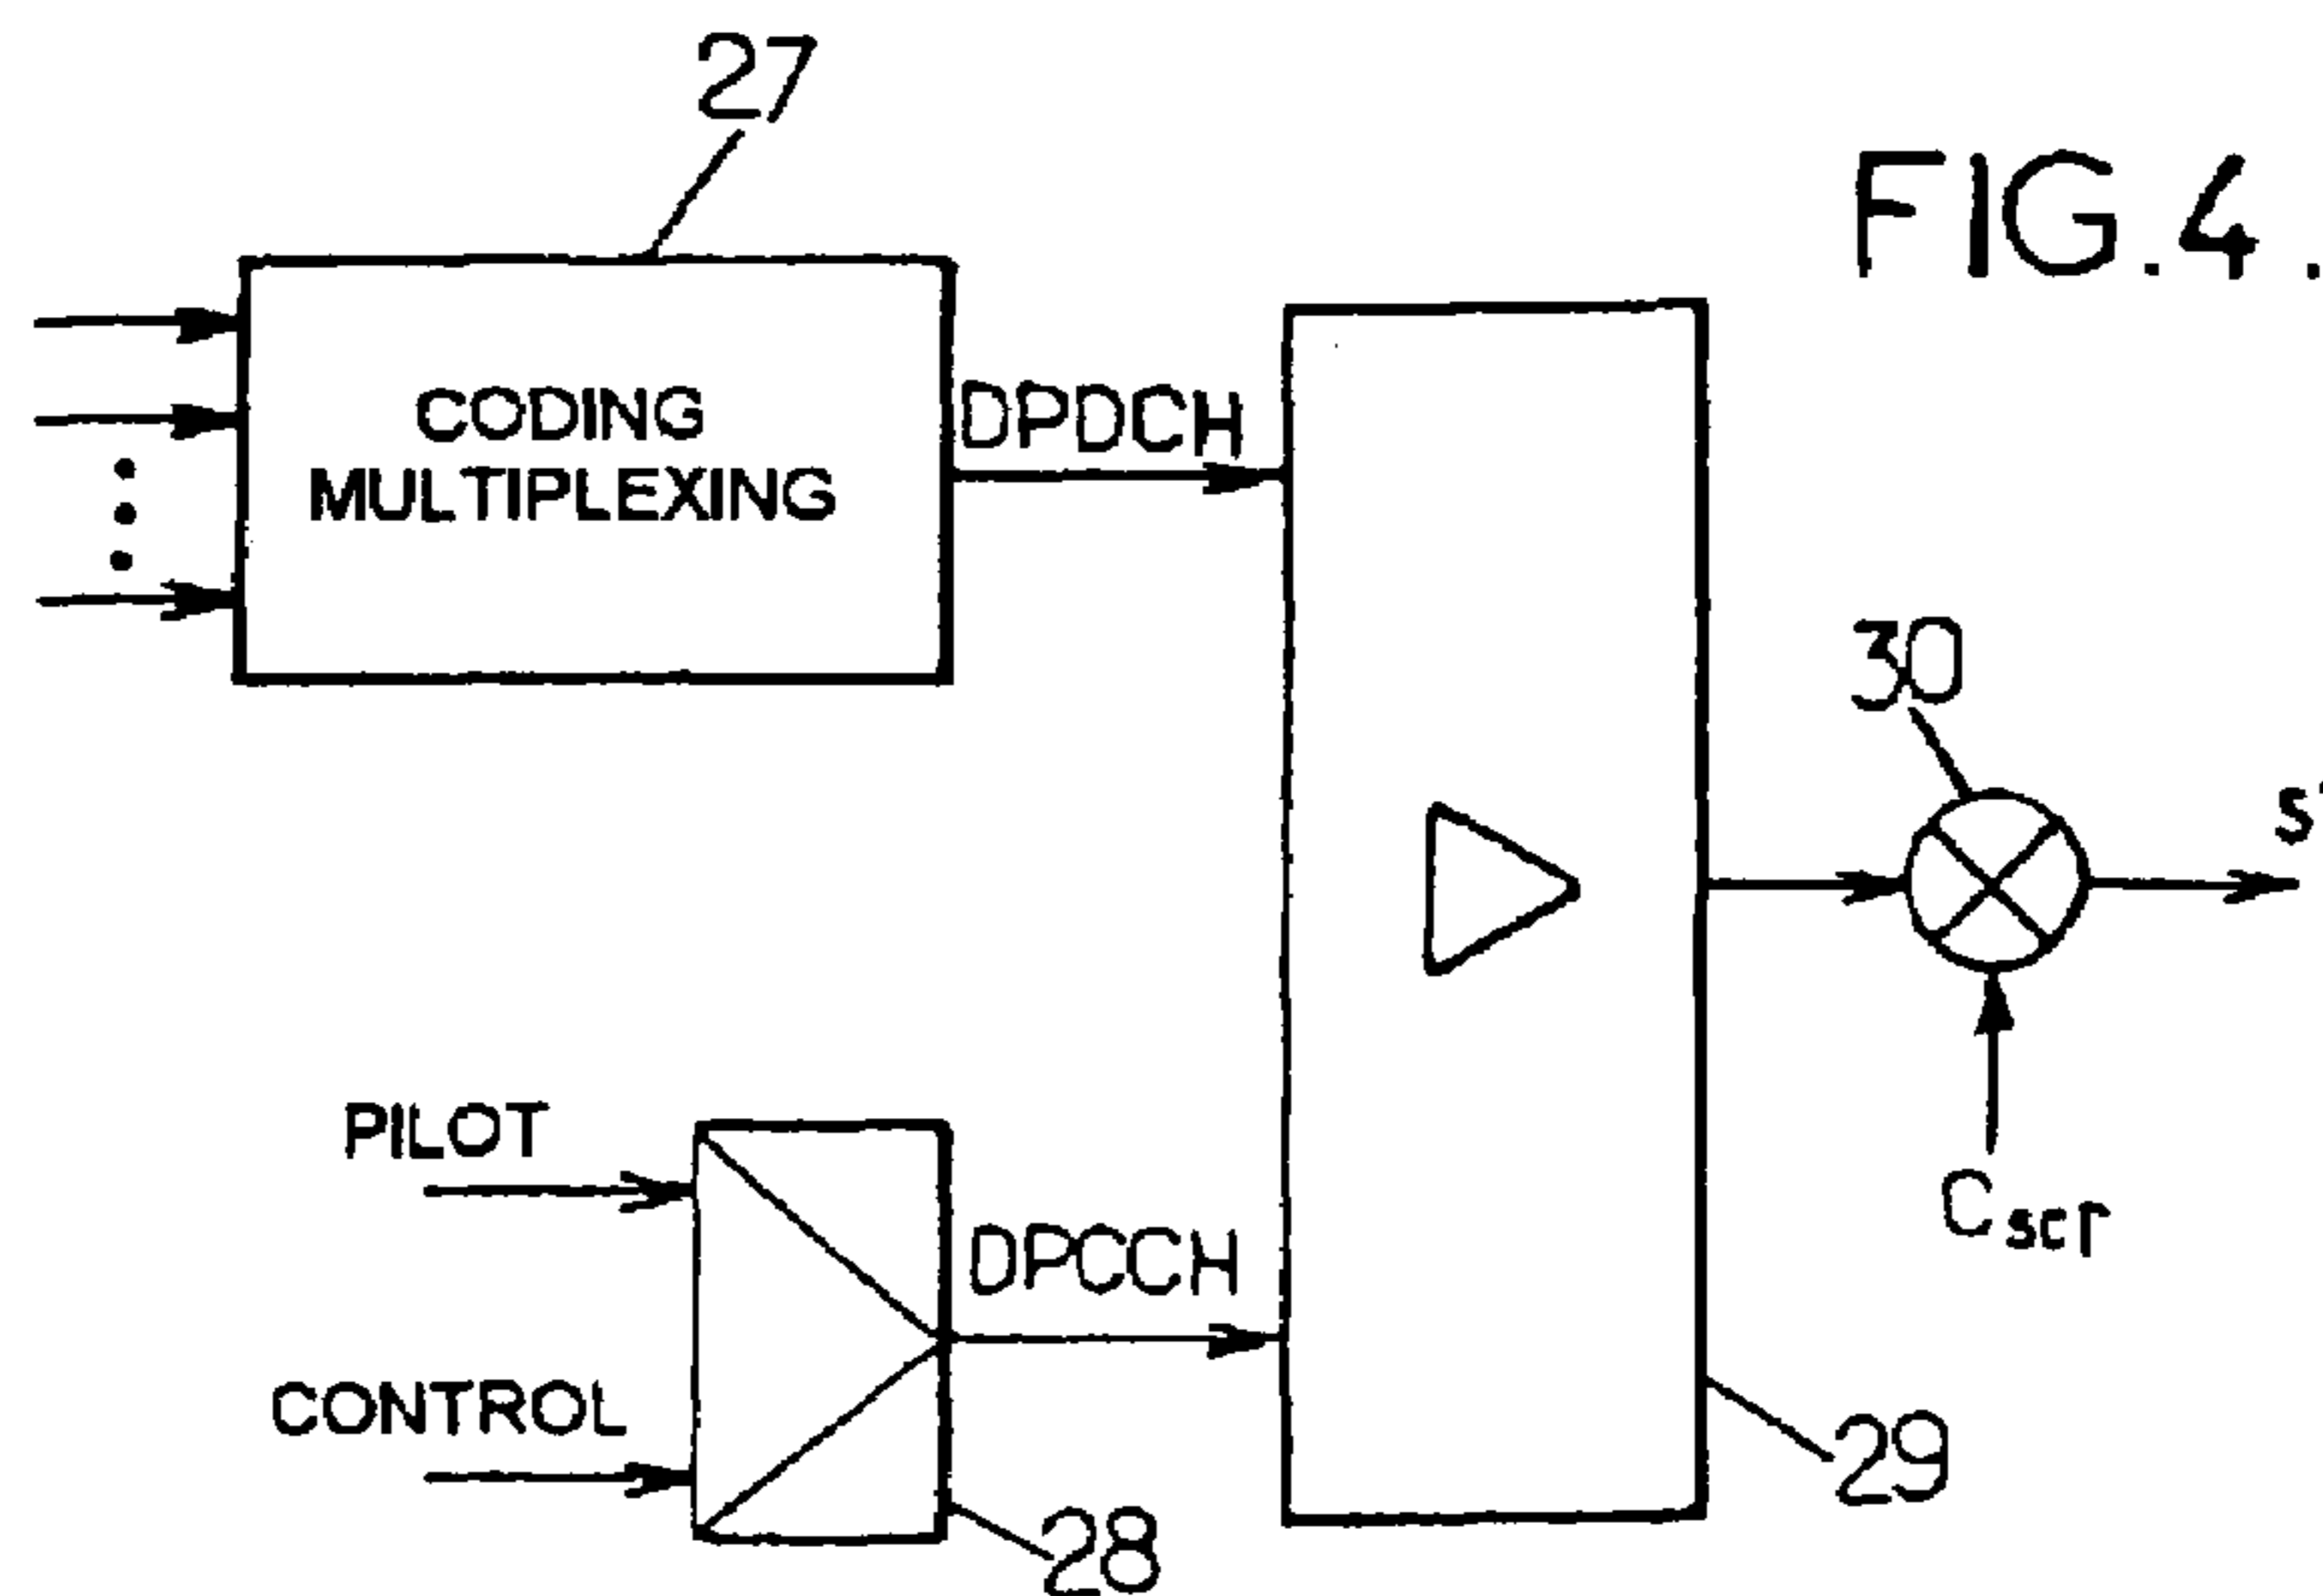 27
FIG.4.
CODING
MULTIPLEXING
DPDCH
30
PILOT
Cscr
DPCCH
CONTROL
29
28